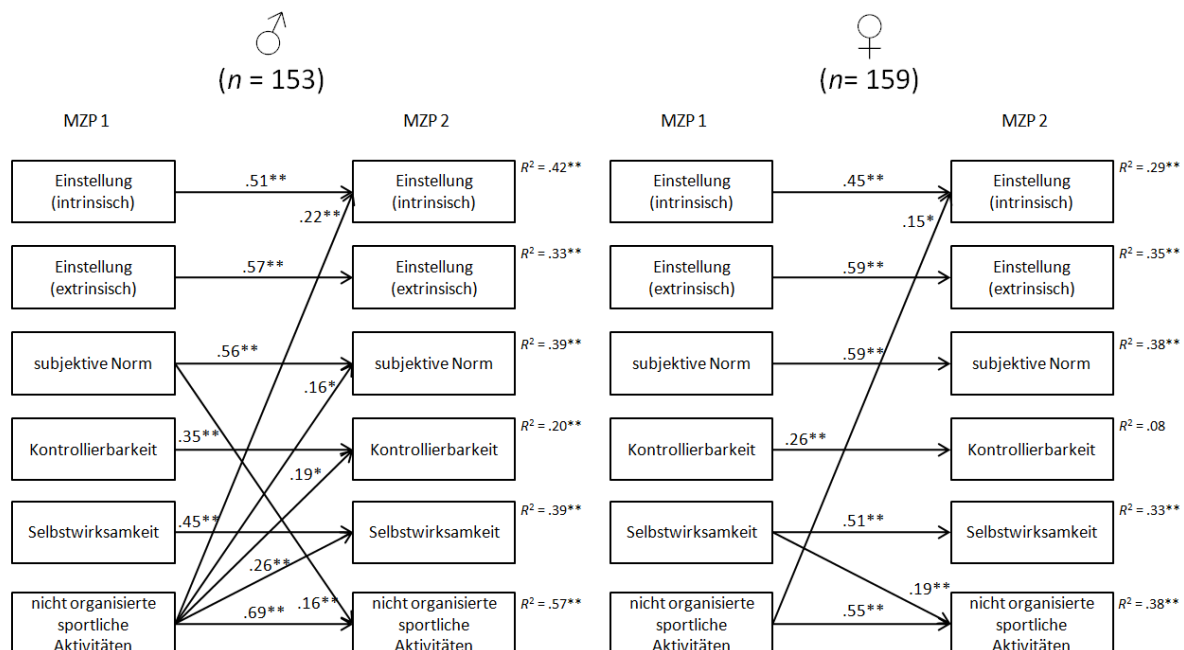 (n = 153)
(n= 159)
MZP 1
MZP 2
MZP 1
MZP 2
Einstellung
(intrinsisch)
.51**
.22**
Einstellung
(intrinsisch)
R² = .42**
Einstellung
(extrinsisch)
.57**
Einstellung
(extrinsisch)
R² = .33**
subjektive Norm
.56**
.16*
subjektive Norm
R² = .39**
Kontrollierbarkeit
.35**
.19*
Kontrollierbarkeit
R² = .20**
Selbstwirksamkeit
.45**
.26**
Selbstwirksamkeit
R² = .39**
nicht organisierte
sportliche
Aktivitäten
.69**
.16**
nicht organisierte
sportliche
Aktivitäten
R² = .57**
Einstellung
(intrinsisch)
.45**
.15*
Einstellung
(intrinsisch)
R² = .29**
Einstellung
(extrinsisch)
.59**
Einstellung
(extrinsisch)
R² = .35**
subjektive Norm
.59**
subjektive Norm
R² = .38**
Kontrollierbarkeit
.26**
Kontrollierbarkeit
R² = .08
Selbstwirksamkeit
.51**
Selbstwirksamkeit
R² = .33**
nicht organisierte
sportliche
Aktivitäten
.19**
.55**
nicht organisierte
sportliche
Aktivitäten
R² = .38**